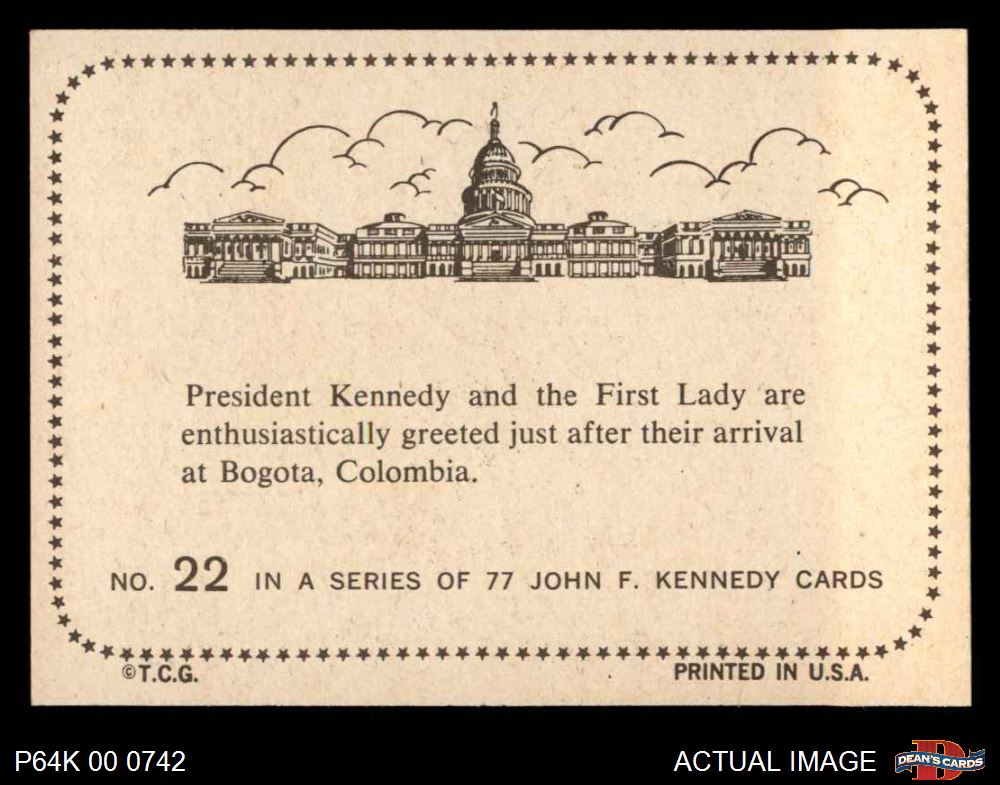 President Kennedy and the First Lady are
enthusiastically greeted just after their arrival
at Bogota, Colombia.
NO. 22 IN A SERIES OF 77 JOHN F. KENNEDY CARDS
©T.C.G. PRINTED IN U.S.A.
P64K 00 0742 ACTUAL IMAGE D DEAN'S CARDS